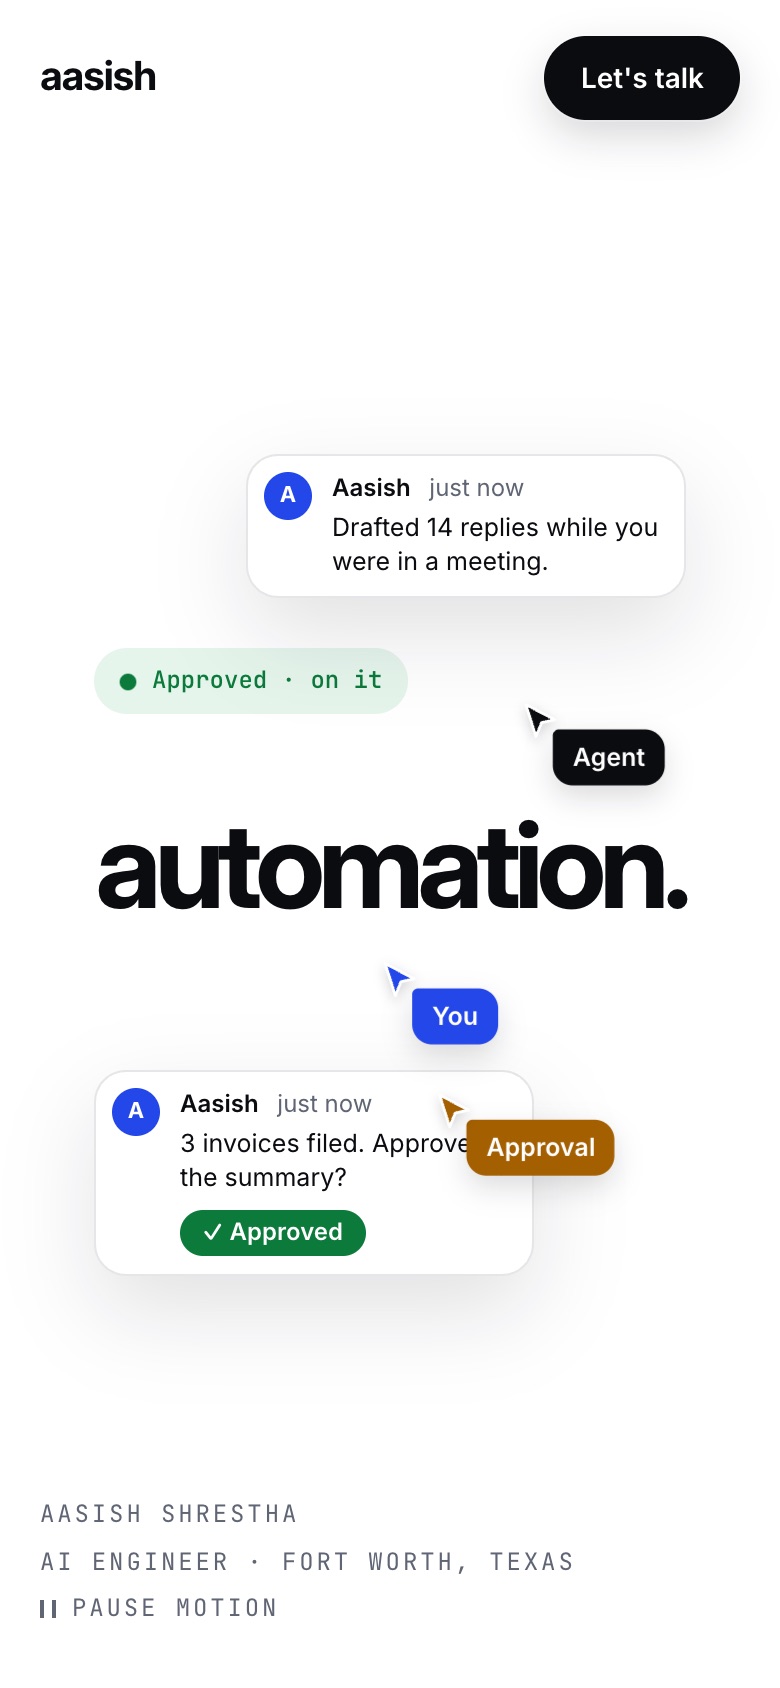 aasish
Let's talk
A
Aasish just now
Drafted 14 replies while you
were in a meeting.
Approved · on it
Agent
automation.
You
A
Aasish just now
3 invoices filed. Approve
the summary?
Approval
✓ Approved
AASISH SHRESTHA
AI ENGINEER · FORT WORTH, TEXAS
PAUSE MOTION